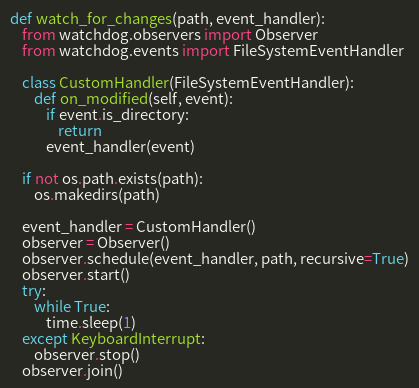 def watch_for_changes(path, event_handler):
    from watchdog.observers import Observer
    from watchdog.events import FileSystemEventHandler

    class CustomHandler(FileSystemEventHandler):
        def on_modified(self, event):
            if event.is_directory:
                return
            event_handler(event)

    if not os.path.exists(path):
        os.makedirs(path)

    event_handler = CustomHandler()
    observer = Observer()
    observer.schedule(event_handler, path, recursive=True)
    observer.start()
    try:
        while True:
            time.sleep(1)
    except KeyboardInterrupt:
        observer.stop()
    observer.join()